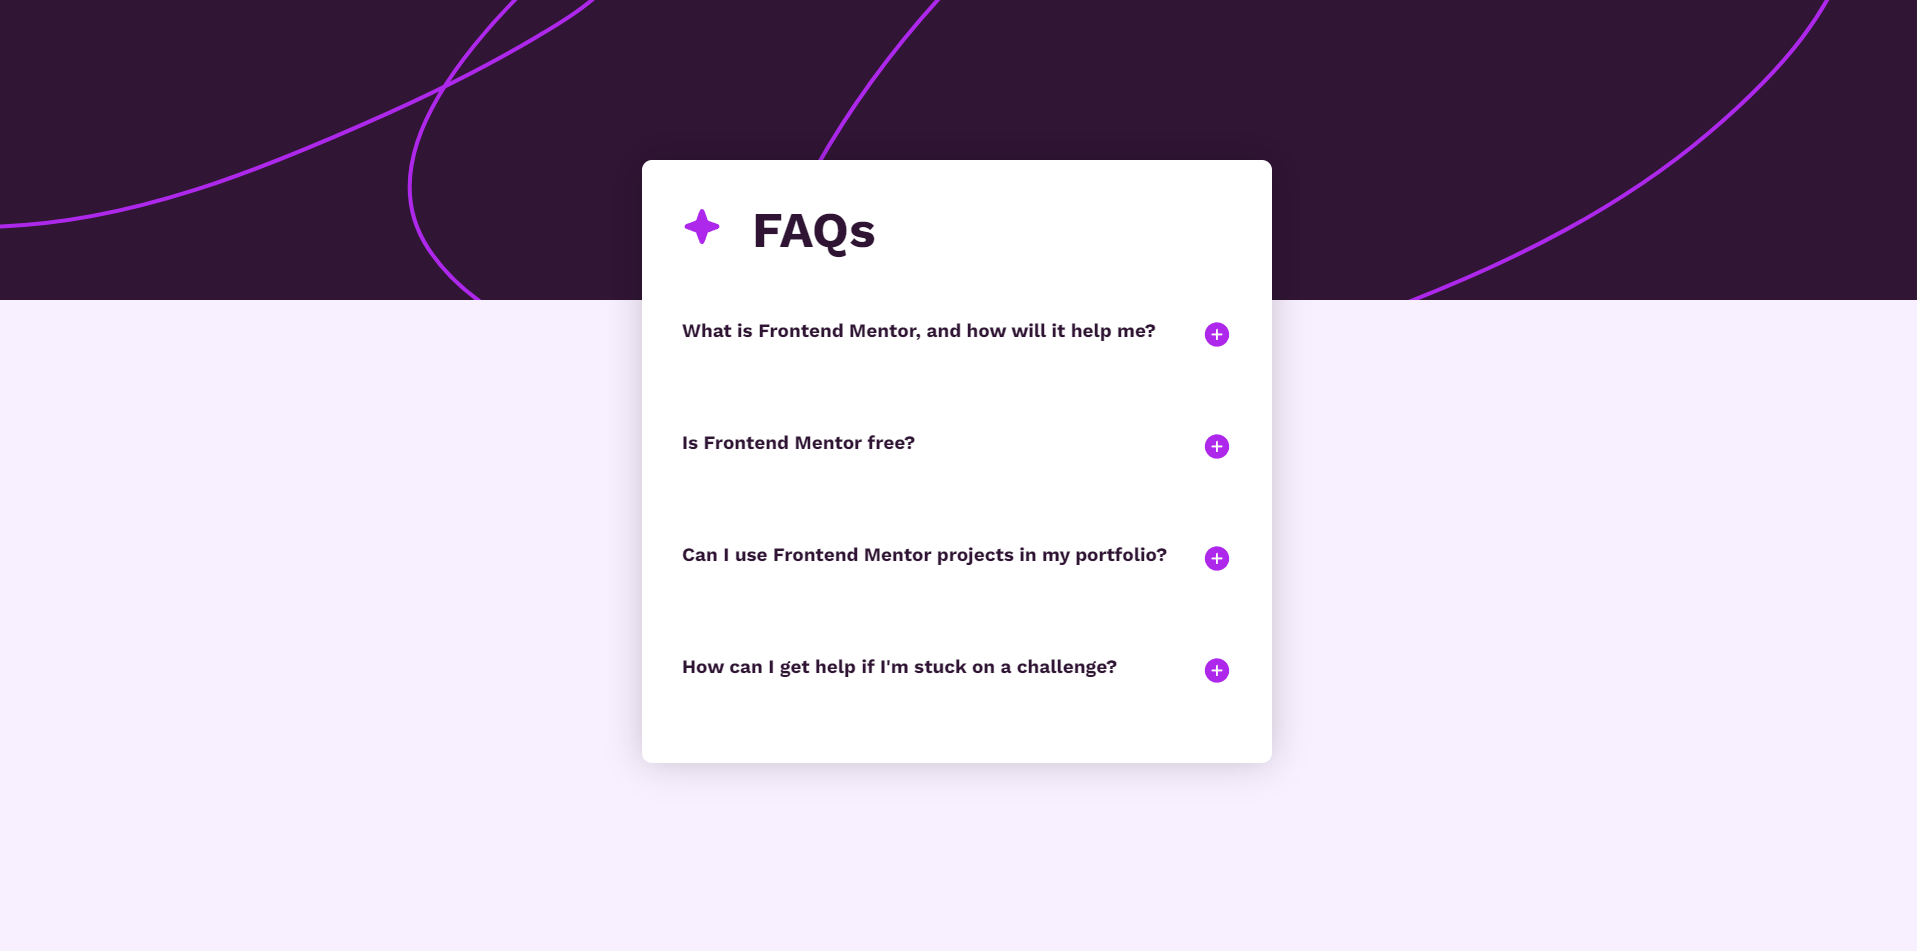 FAQs
What is Frontend Mentor, and how will it help me?
Is Frontend Mentor free?
Can I use Frontend Mentor projects in my portfolio?
How can I get help if I'm stuck on a challenge?